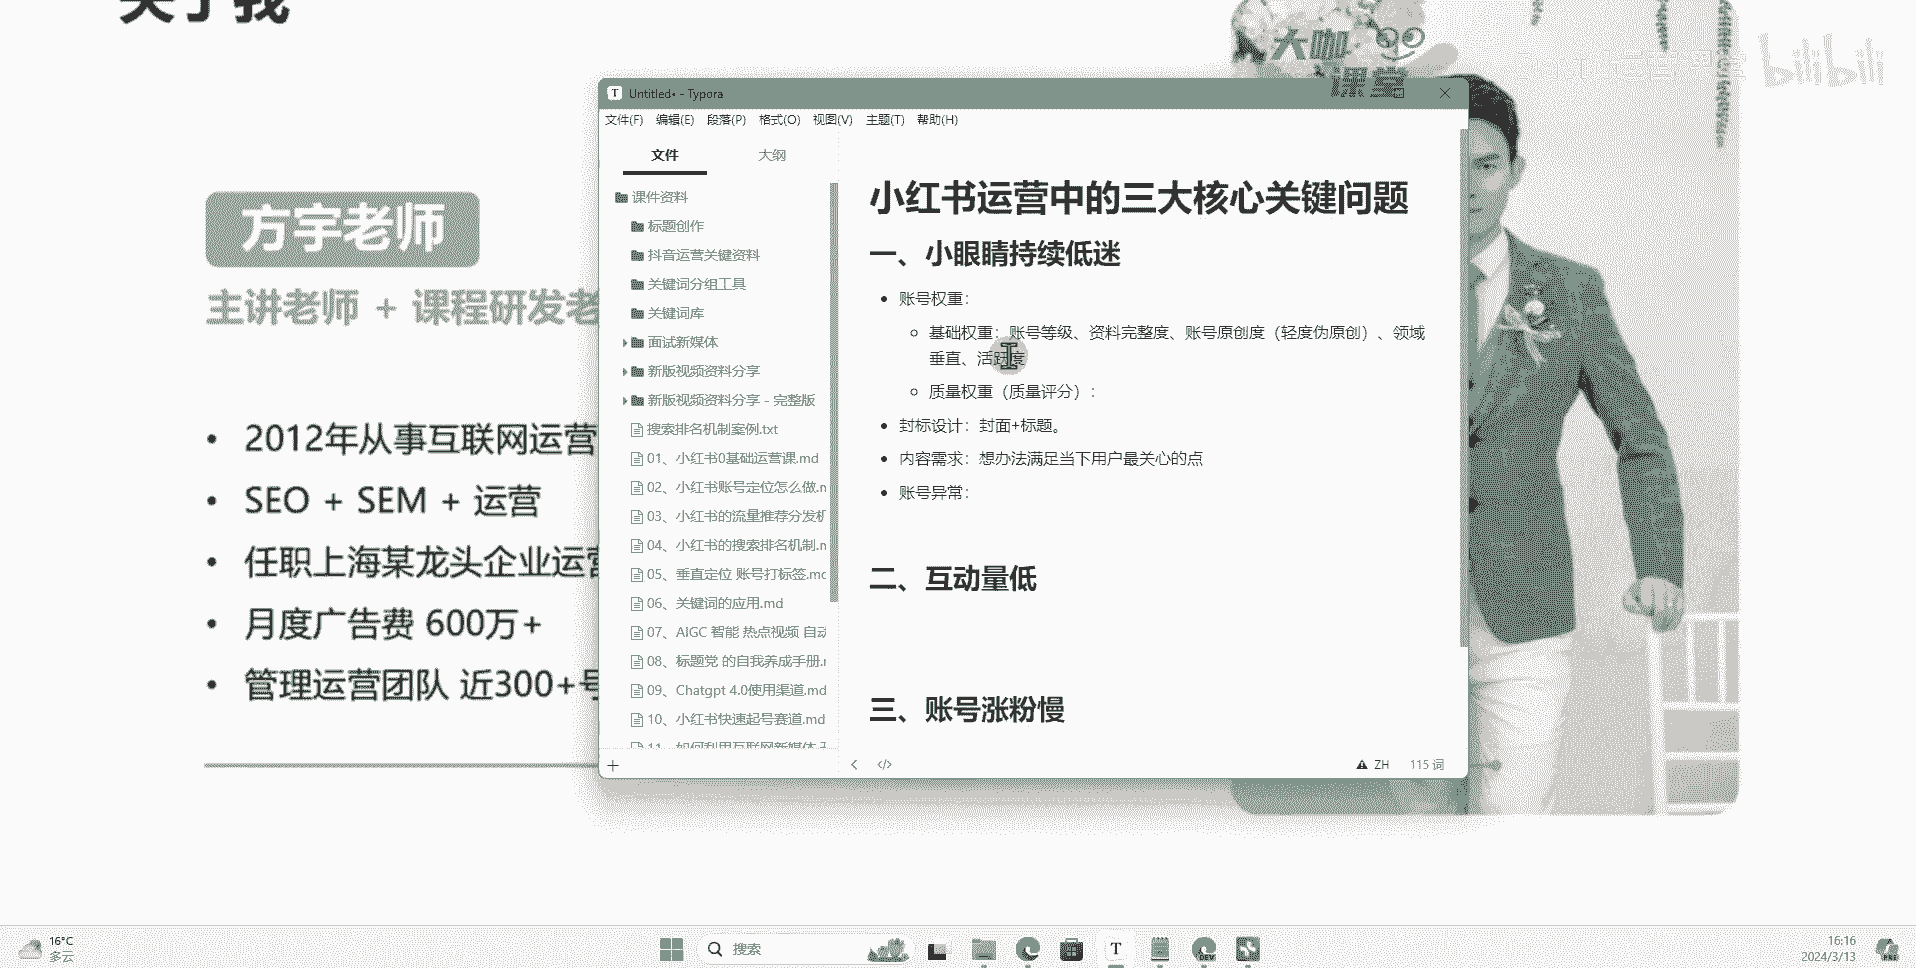 关于我
大咖
课堂
bilibili
方宇老师
主讲老师 + 课程研发老
2012年从事互联网运营
SEO + SEM + 运营
任职上海某龙头企业运营
月度广告费 600万+
管理运营团队 近300+号
Untitled• - Typora
文件(F) 编辑(E) 段落(P) 格式(O) 视图(V) 主题(T) 帮助(H)
文件 大纲
课件资料
标题创作
抖音运营关键资料
关键词分组工具
关键词库
面试新媒体
新版视频资料分享
新版视频资料分享 - 完整版
搜索排名机制案例.txt
01、小红书0基础运营课.md
02、小红书账号定位怎么做.m
03、小红书的流量推荐分发机
04、小红书的搜索排名机制.m
05、垂直定位 账号打标签.mc
06、关键词的应用.md
07、AIGC 智能 热点视频 自动
08、标题党 的自我养成手册.r
09、Chatgpt 4.0使用渠道.md
10、小红书快速起号赛道.md
11、如何利用互联网新媒体
小红书运营中的三大核心关键问题
一、小眼睛持续低迷
账号权重：
基础权重：账号等级、资料完整度、账号原创度（轻度伪原创）、领域
垂直、活跃度
质量权重（质量评分）：
封标设计：封面+标题。
内容需求：想办法满足当下用户最关心的点
账号异常：
二、互动量低
三、账号涨粉慢
ZH 115 词
16°C
多云
搜索
T
DEV
16:16
2024/3/13
PRE